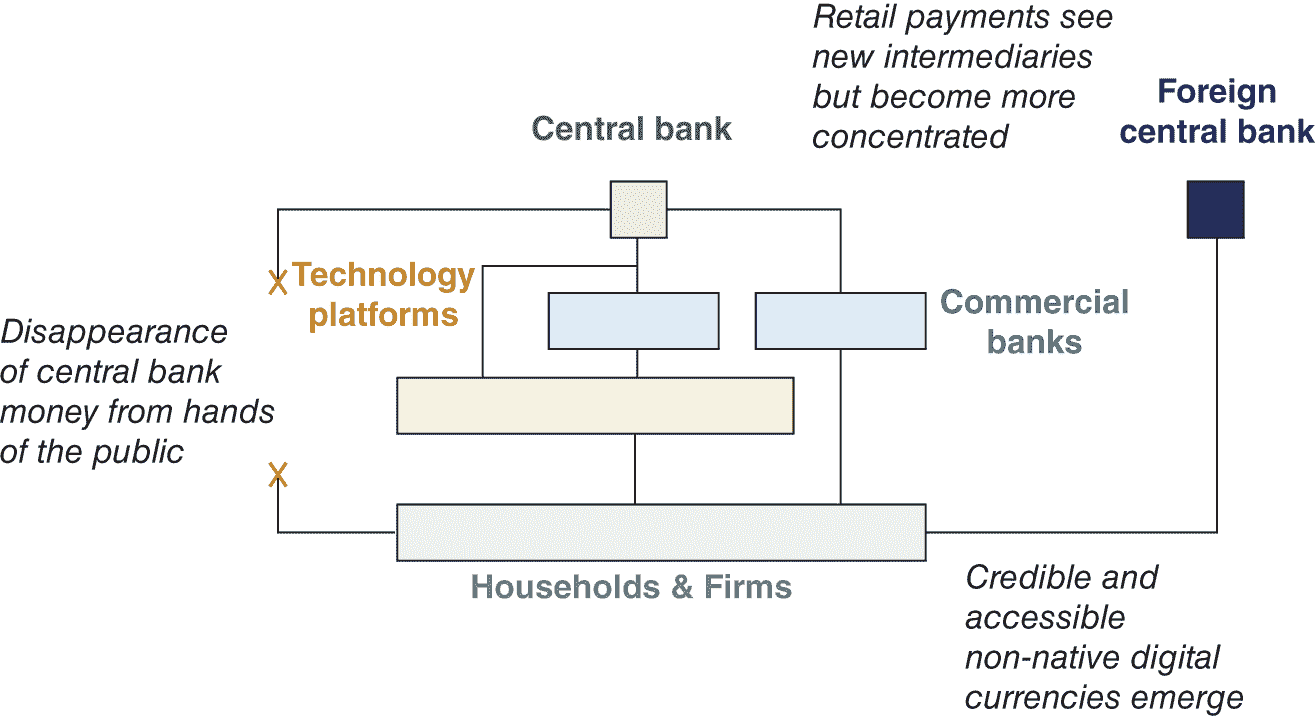 Retail payments see
new intermediaries
but become more
concentrated
Foreign
central bank
Central bank
Technology
platforms
Commercial
banks
Disappearance
of central bank
money from hands
of the public
Households & Firms
Credible and
accessible
non-native digital
currencies emerge